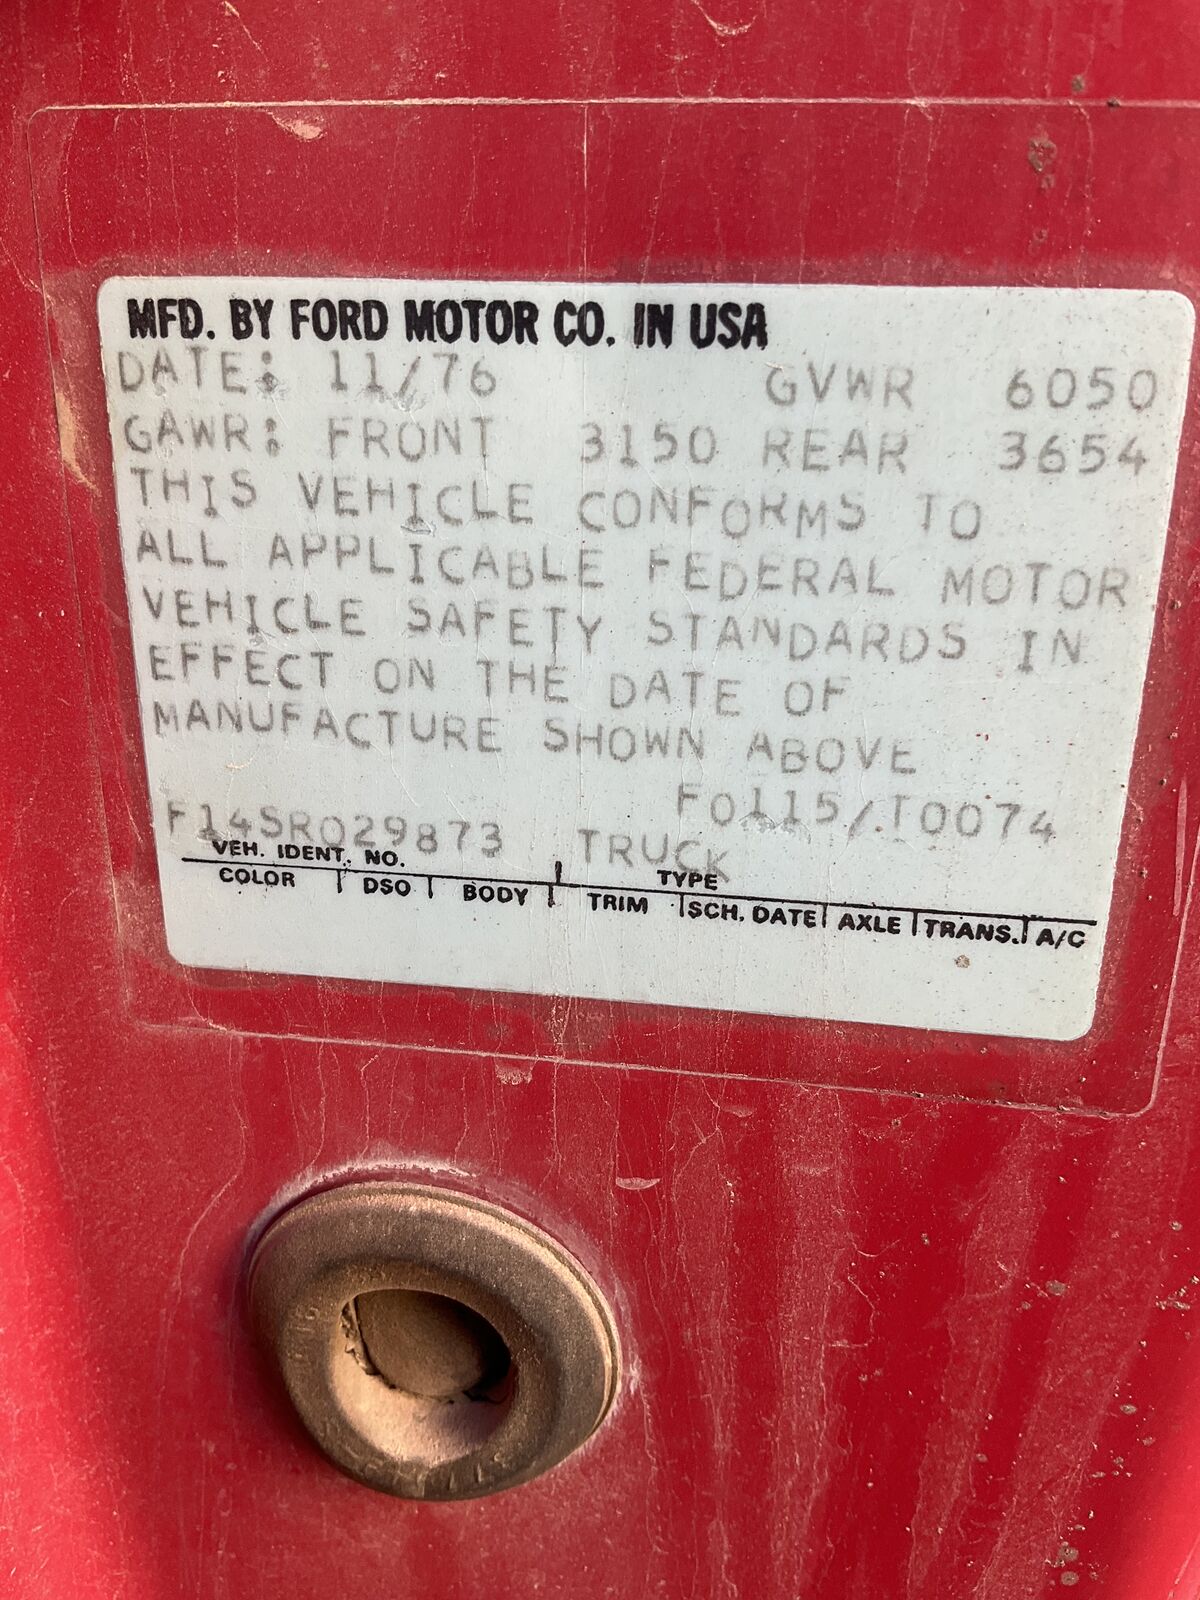 MFD. BY FORD MOTOR CO. IN USA
DATE: 11/76 GVWR 6050
GAWR: FRONT 3150 REAR 3654
THIS VEHICLE CONFORMS TO
ALL APPLICABLE FEDERAL MOTOR
VEHICLE SAFETY STANDARDS IN
EFFECT ON THE DATE OF
MANUFACTURE SHOWN ABOVE
F0115/T0074
F14SR029873 TRUCK
VEH. IDENT. NO. TYPE
COLOR DSO BODY TRIM SCH. DATE AXLE TRANS. A/C